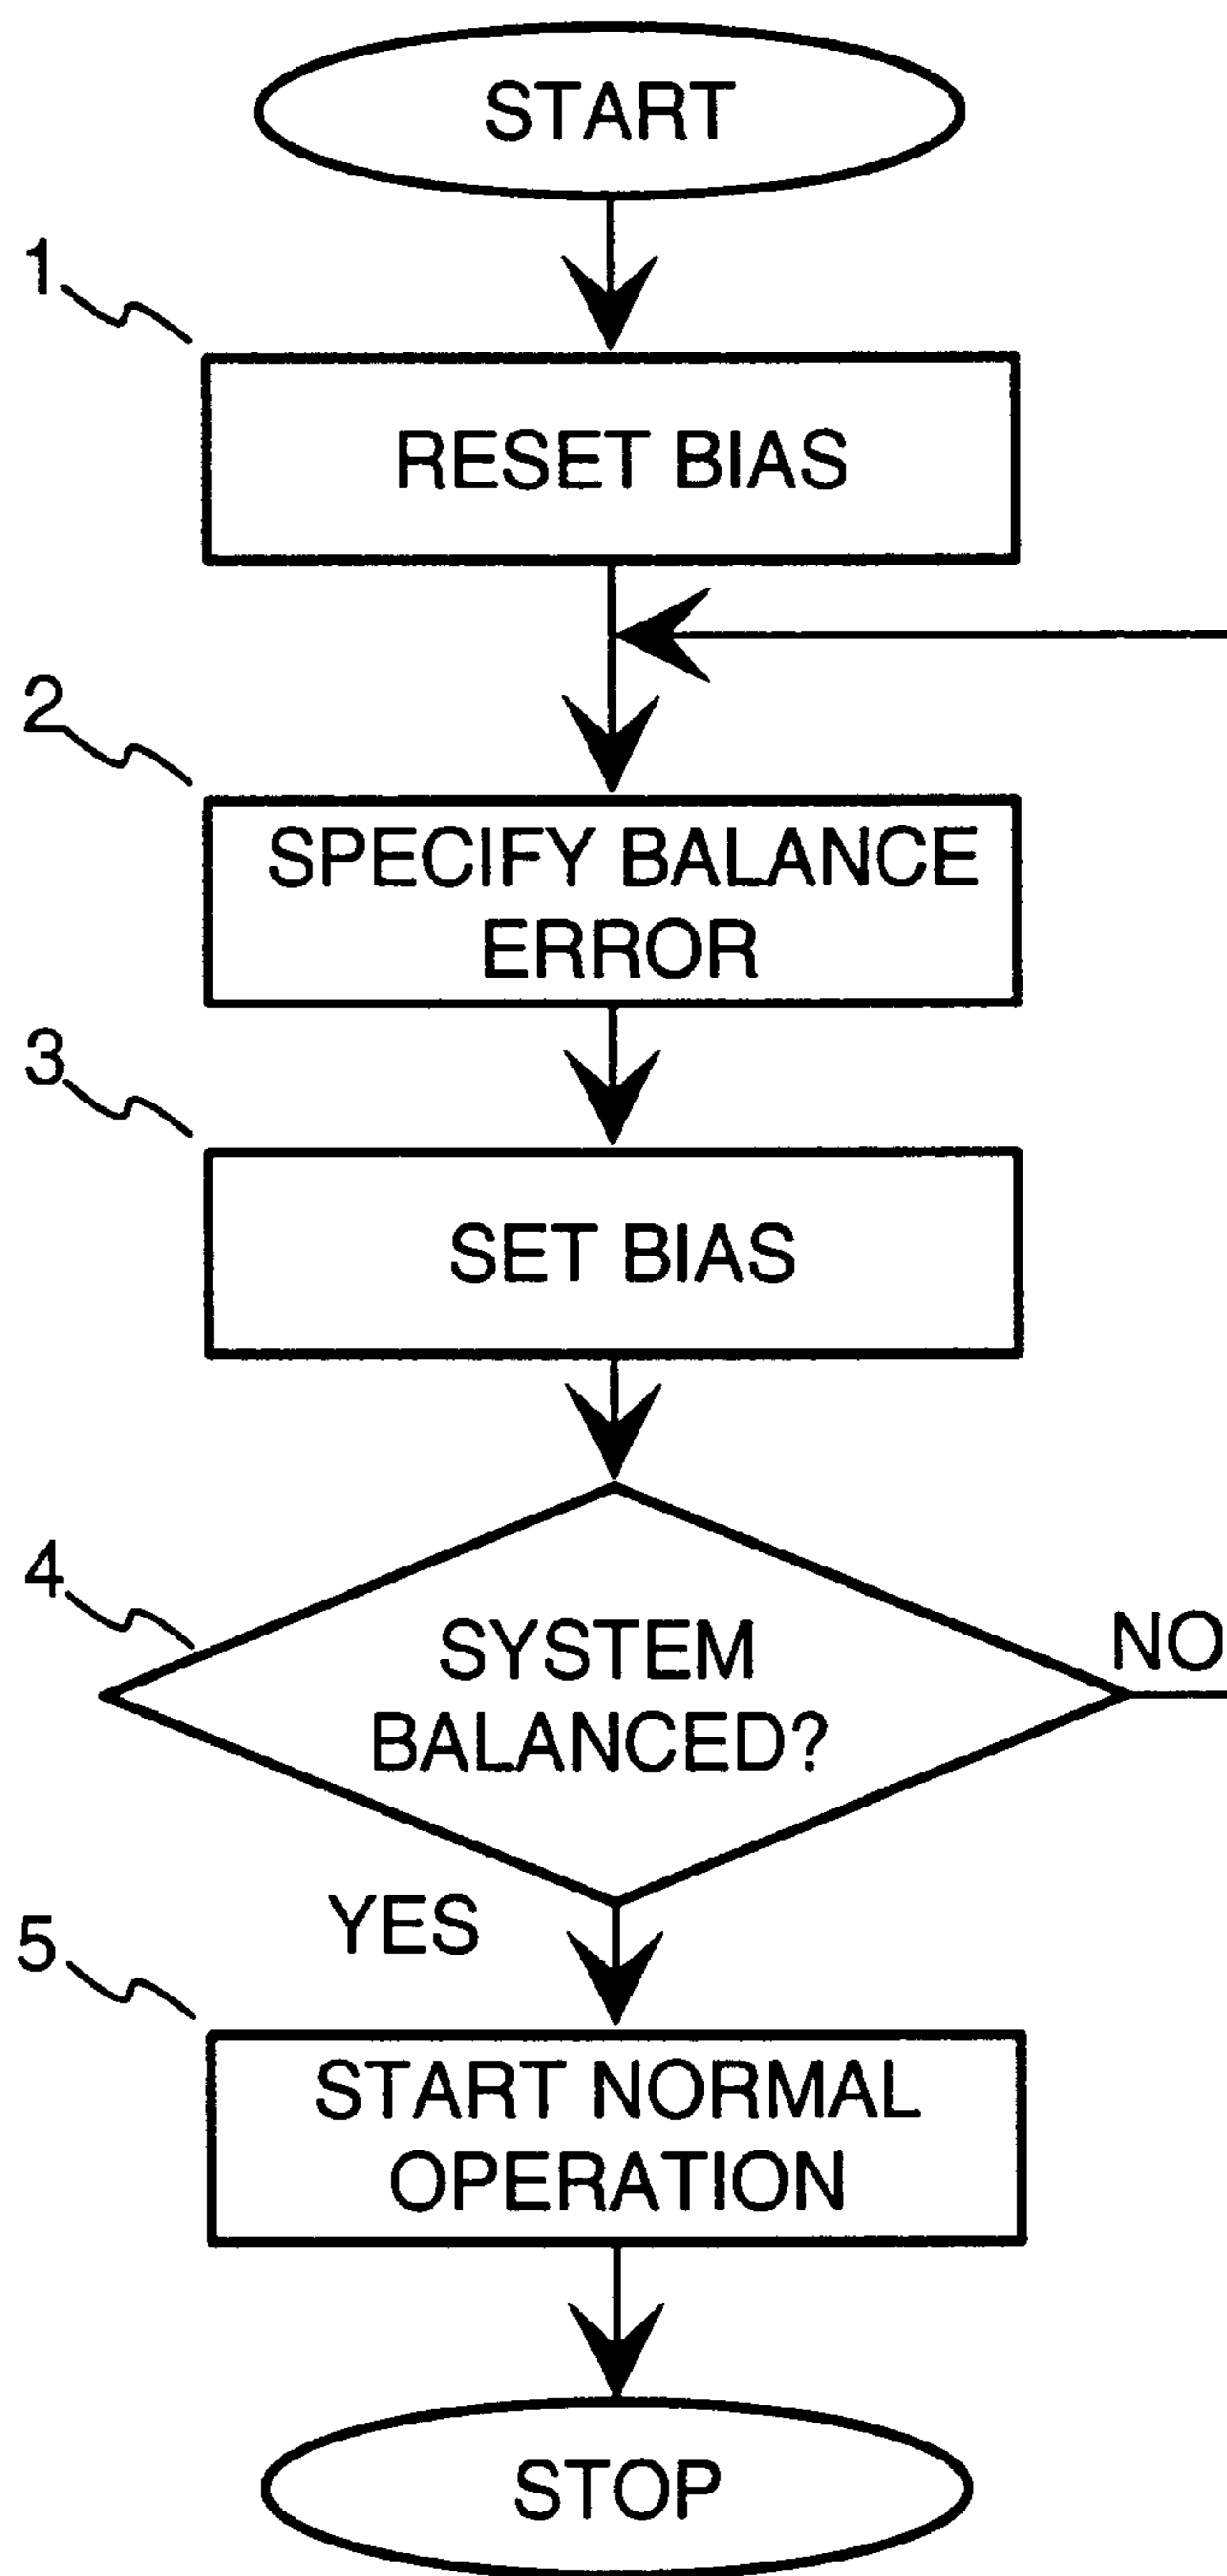 START
1
RESET BIAS
2
SPECIFY BALANCE
ERROR
3
SET BIAS
4
SYSTEM
BALANCED?
NO
YES
5
START NORMAL
OPERATION
STOP